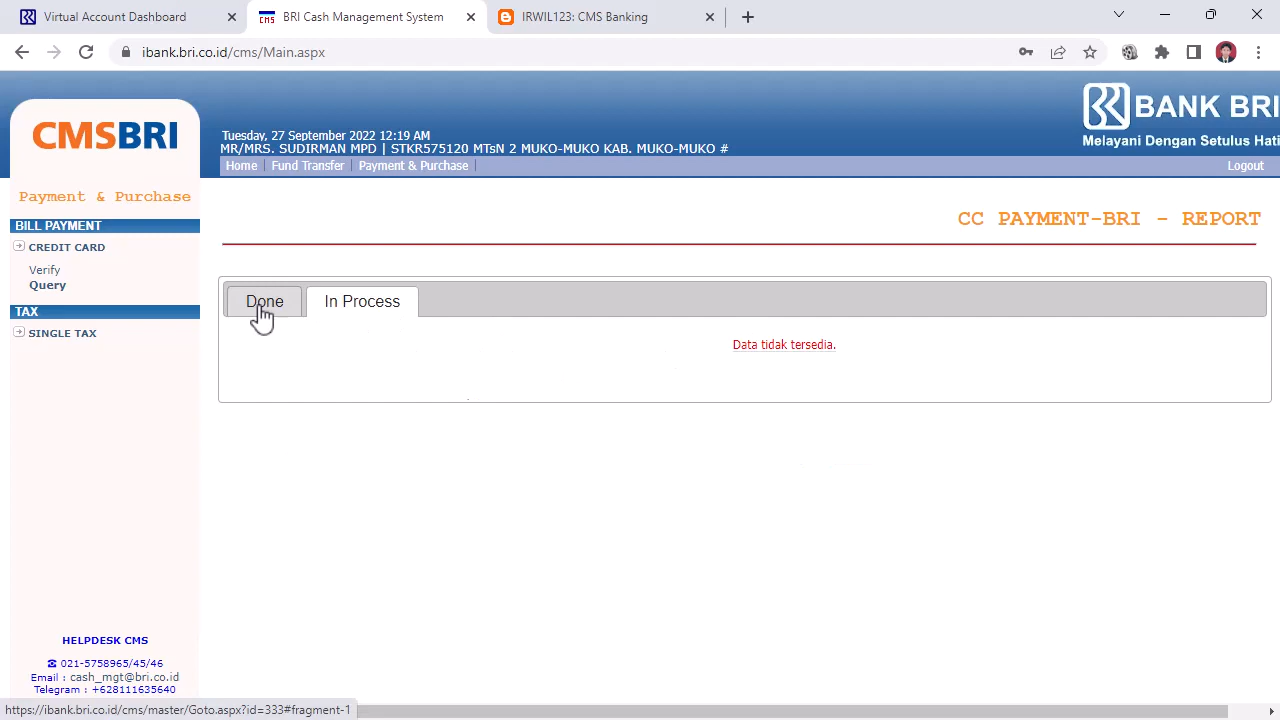 Virtual Account Dashboard
BRI Cash Management System
IRWIL123: CMS Banking
ibank.bri.co.id/cms/Main.aspx
CMSBRI
Tuesday, 27 September 2022 12:19 AM
MR/MRS. SUDIRMAN MPD | STKR575120 MTsN 2 MUKO-MUKO KAB. MUKO-MUKO #
BANK BRI
Melayani Dengan Setulus Hati
Home
Fund Transfer
Payment & Purchase
Logout
Payment & Purchase
BILL PAYMENT
CREDIT CARD
Verify
Query
TAX
SINGLE TAX
CC PAYMENT-BRI - REPORT
Done
In Process
Data tidak tersedia.
HELPDESK CMS
☎ 021-5758965/45/46
Email : cash_mgt@bri.co.id
Telegram : +628111635640
https://ibank.bri.co.id/cms/master/Goto.aspx?id=333#fragment-1